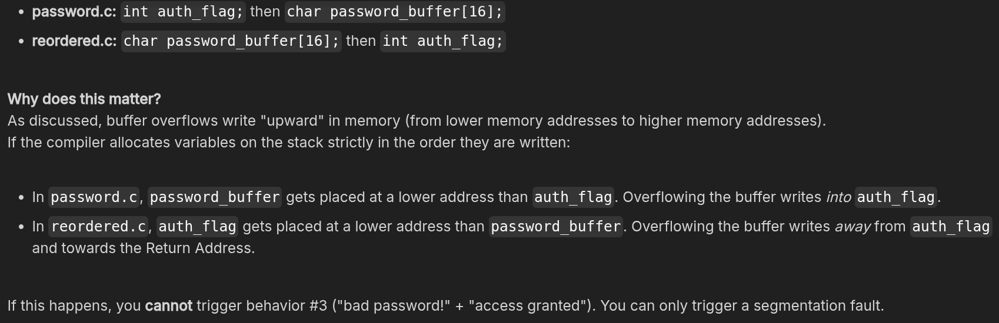 • password.c: int auth_flag; then char password_buffer[16];
• reordered.c: char password_buffer[16]; then int auth_flag;
Why does this matter?
As discussed, buffer overflows write "upward" in memory (from lower memory addresses to higher memory addresses).
If the compiler allocates variables on the stack strictly in the order they are written:
• In password.c, password_buffer gets placed at a lower address than auth_flag. Overflowing the buffer writes into auth_flag.
• In reordered.c, auth_flag gets placed at a lower address than password_buffer. Overflowing the buffer writes away from auth_flag
and towards the Return Address.
If this happens, you cannot trigger behavior #3 ("bad password!" + "access granted"). You can only trigger a segmentation fault.